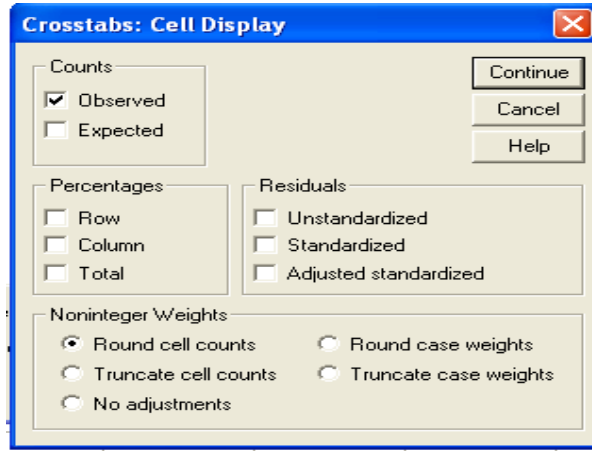 Crosstabs: Cell Display
Counts
Observed
Expected
Continue
Cancel
Help
Percentages
Row
Column
Total
Residuals
Unstandardized
Standardized
Adjusted standardized
Noninteger Weights
Round cell counts
Round case weights
Truncate cell counts
Truncate case weights
No adjustments